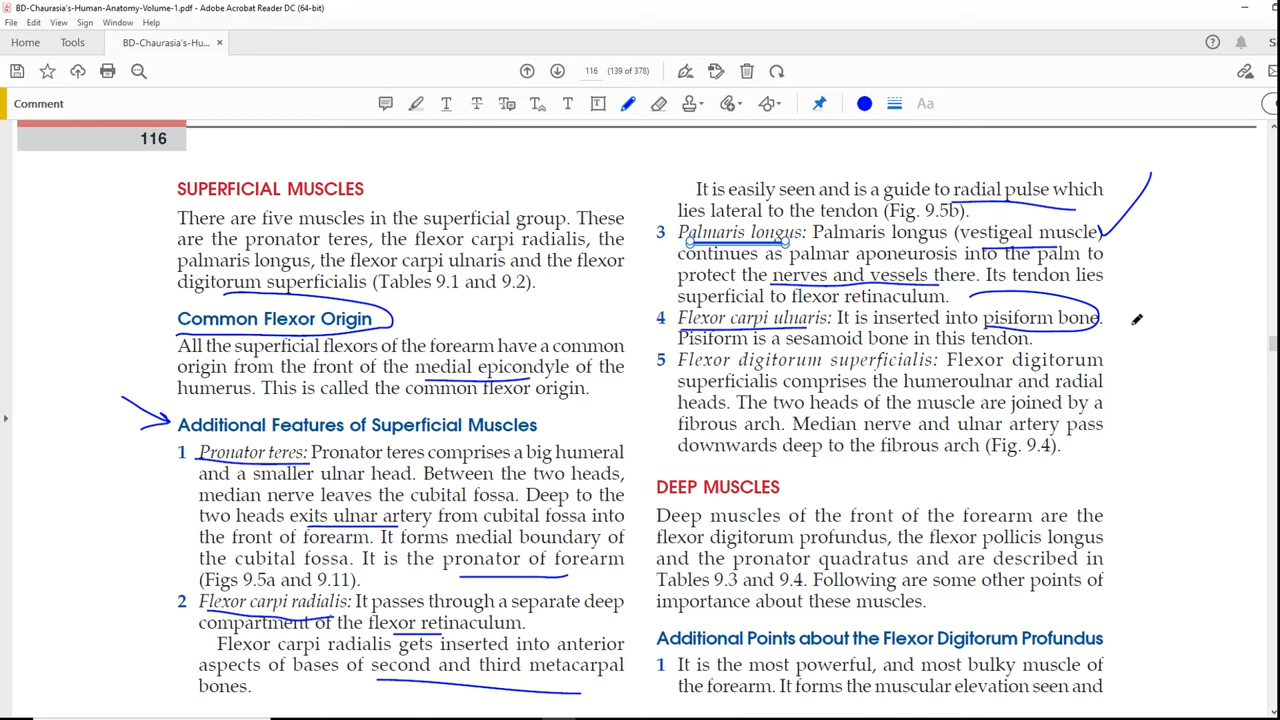 BD-Chaurasia's-Human-Anatomy-Volume-1.pdf - Adobe Acrobat Reader DC (64-bit)
File Edit View Sign Window Help
Home Tools BD-Chaurasia's-Hu... ×
116 (139 of 378)
Comment
Aa
116
SUPERFICIAL MUSCLES
There are five muscles in the superficial group. These
are the pronator teres, the flexor carpi radialis, the
palmaris longus, the flexor carpi ulnaris and the flexor
digitorum superficialis (Tables 9.1 and 9.2).
Common Flexor Origin
All the superficial flexors of the forearm have a common
origin from the front of the medial epicondyle of the
humerus. This is called the common flexor origin.
Additional Features of Superficial Muscles
1 Pronator teres: Pronator teres comprises a big humeral
and a smaller ulnar head. Between the two heads,
median nerve leaves the cubital fossa. Deep to the
two heads exits ulnar artery from cubital fossa into
the front of forearm. It forms medial boundary of
the cubital fossa. It is the pronator of forearm
(Figs 9.5a and 9.11).
2 Flexor carpi radialis: It passes through a separate deep
compartment of the flexor retinaculum.
Flexor carpi radialis gets inserted into anterior
aspects of bases of second and third metacarpal
bones.
It is easily seen and is a guide to radial pulse which
lies lateral to the tendon (Fig. 9.5b).
3 Palmaris longus: Palmaris longus (vestigeal muscle)
continues as palmar aponeurosis into the palm to
protect the nerves and vessels there. Its tendon lies
superficial to flexor retinaculum.
4 Flexor carpi ulnaris: It is inserted into pisiform bone.
Pisiform is a sesamoid bone in this tendon.
5 Flexor digitorum superficialis: Flexor digitorum
superficialis comprises the humeroulnar and radial
heads. The two heads of the muscle are joined by a
fibrous arch. Median nerve and ulnar artery pass
downwards deep to the fibrous arch (Fig. 9.4).
DEEP MUSCLES
Deep muscles of the front of the forearm are the
flexor digitorum profundus, the flexor pollicis longus
and the pronator quadratus and are described in
Tables 9.3 and 9.4. Following are some other points of
importance about these muscles.
Additional Points about the Flexor Digitorum Profundus
1 It is the most powerful, and most bulky muscle of
the forearm. It forms the muscular elevation seen and